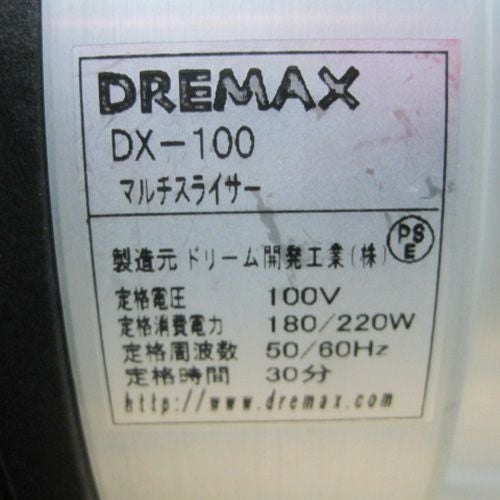 DREMAX
DX-100
マルチスライサー
製造元 ドリーム開発工業(株)
PS
E
定格電圧 100V
定格消費電力 180/220W
定格周波数 50/60Hz
定格時間 30分
http://www.dremax.com